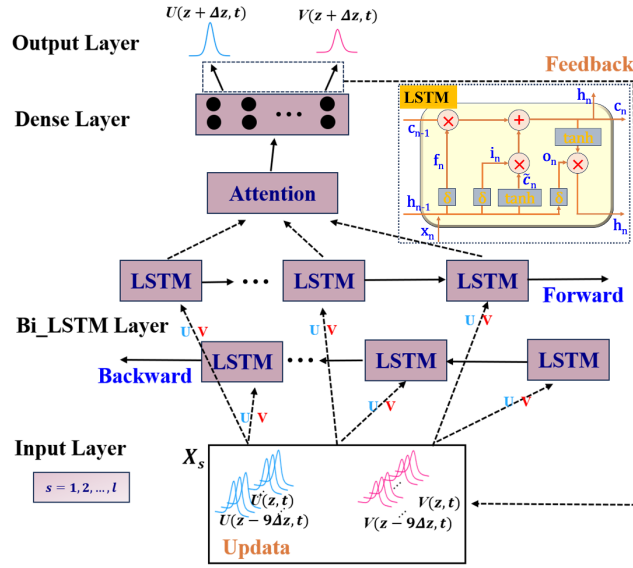 U(z + Δz, t)
V(z + Δz, t)
Output Layer
Feedback
LSTM
h_n
c_{n-1}
c_n
tanh
f_n
i_n
o_n
c̃_n
δ
δ
tanh
δ
h_{n-1}
h_n
x_n
Dense Layer
Attention
LSTM
LSTM
LSTM
Forward
Bi_LSTM Layer
U V
U V
U V
Backward
LSTM
LSTM
LSTM
U V
U V
U V
Input Layer
X_s
s = 1, 2, …, l
U(z, t)
U(z − 9Δz, t)
V(z, t)
V(z − 9Δz, t)
Updata